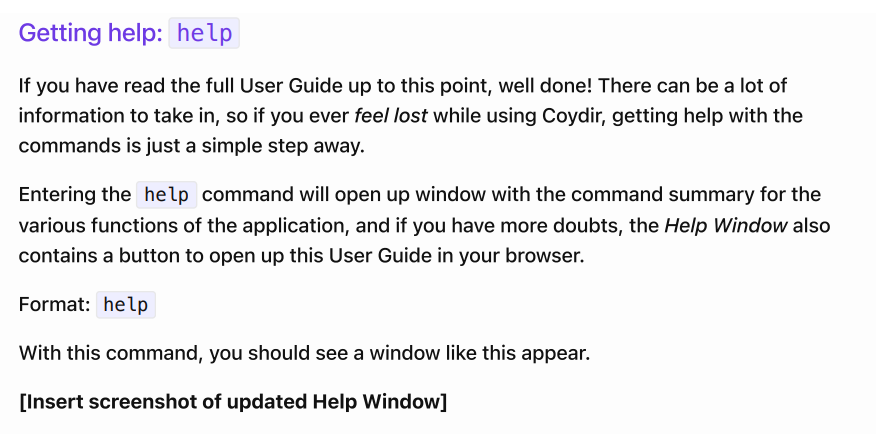 Getting help: help
If you have read the full User Guide up to this point, well done! There can be a lot of
information to take in, so if you ever feel lost while using Coydir, getting help with the
commands is just a simple step away.
Entering the help command will open up window with the command summary for the
various functions of the application, and if you have more doubts, the Help Window also
contains a button to open up this User Guide in your browser.
Format: help
With this command, you should see a window like this appear.
[Insert screenshot of updated Help Window]